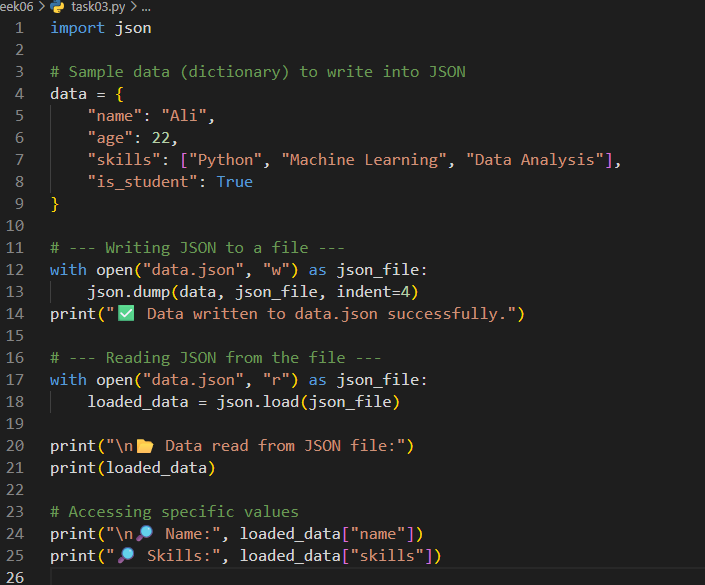 eek06 > task03.py > ...
1 import json
2
3 # Sample data (dictionary) to write into JSON
4 data = {
5     "name": "Ali",
6     "age": 22,
7     "skills": ["Python", "Machine Learning", "Data Analysis"],
8     "is_student": True
9 }
10
11 # --- Writing JSON to a file ---
12 with open("data.json", "w") as json_file:
13     json.dump(data, json_file, indent=4)
14 print("✅ Data written to data.json successfully.")
15
16 # --- Reading JSON from the file ---
17 with open("data.json", "r") as json_file:
18     loaded_data = json.load(json_file)
19
20 print("\n📂 Data read from JSON file:")
21 print(loaded_data)
22
23 # Accessing specific values
24 print("\n🔎 Name:", loaded_data["name"])
25 print("🔎 Skills:", loaded_data["skills"])
26